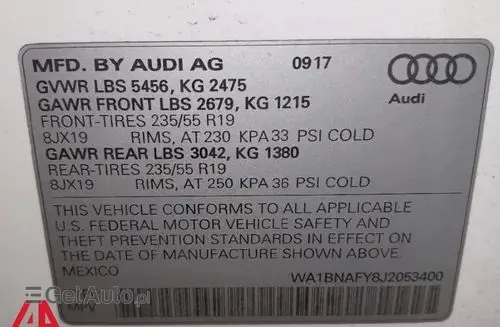 MFD. BY AUDI AG 09 17
GVWR LBS 5456, KG 2475
GAWR FRONT LBS 2679, KG 1215
Audi
FRONT-TIRES 235/55 R19
8JX19 RIMS, AT 230 KPA 33 PSI COLD
GAWR REAR LBS 3042, KG 1380
REAR-TIRES 235/55 R19
8JX19 RIMS, AT 250 KPA 36 PSI COLD
THIS VEHICLE CONFORMS TO ALL APPLICABLE
U.S. FEDERAL MOTOR VEHICLE SAFETY AND
THEFT PREVENTION STANDARDS IN EFFECT ON
THE DATE OF MANUFACTURE SHOWN ABOVE.
MEXICO WA1BNAFY8J2053400
GetAuto.pl
MPV